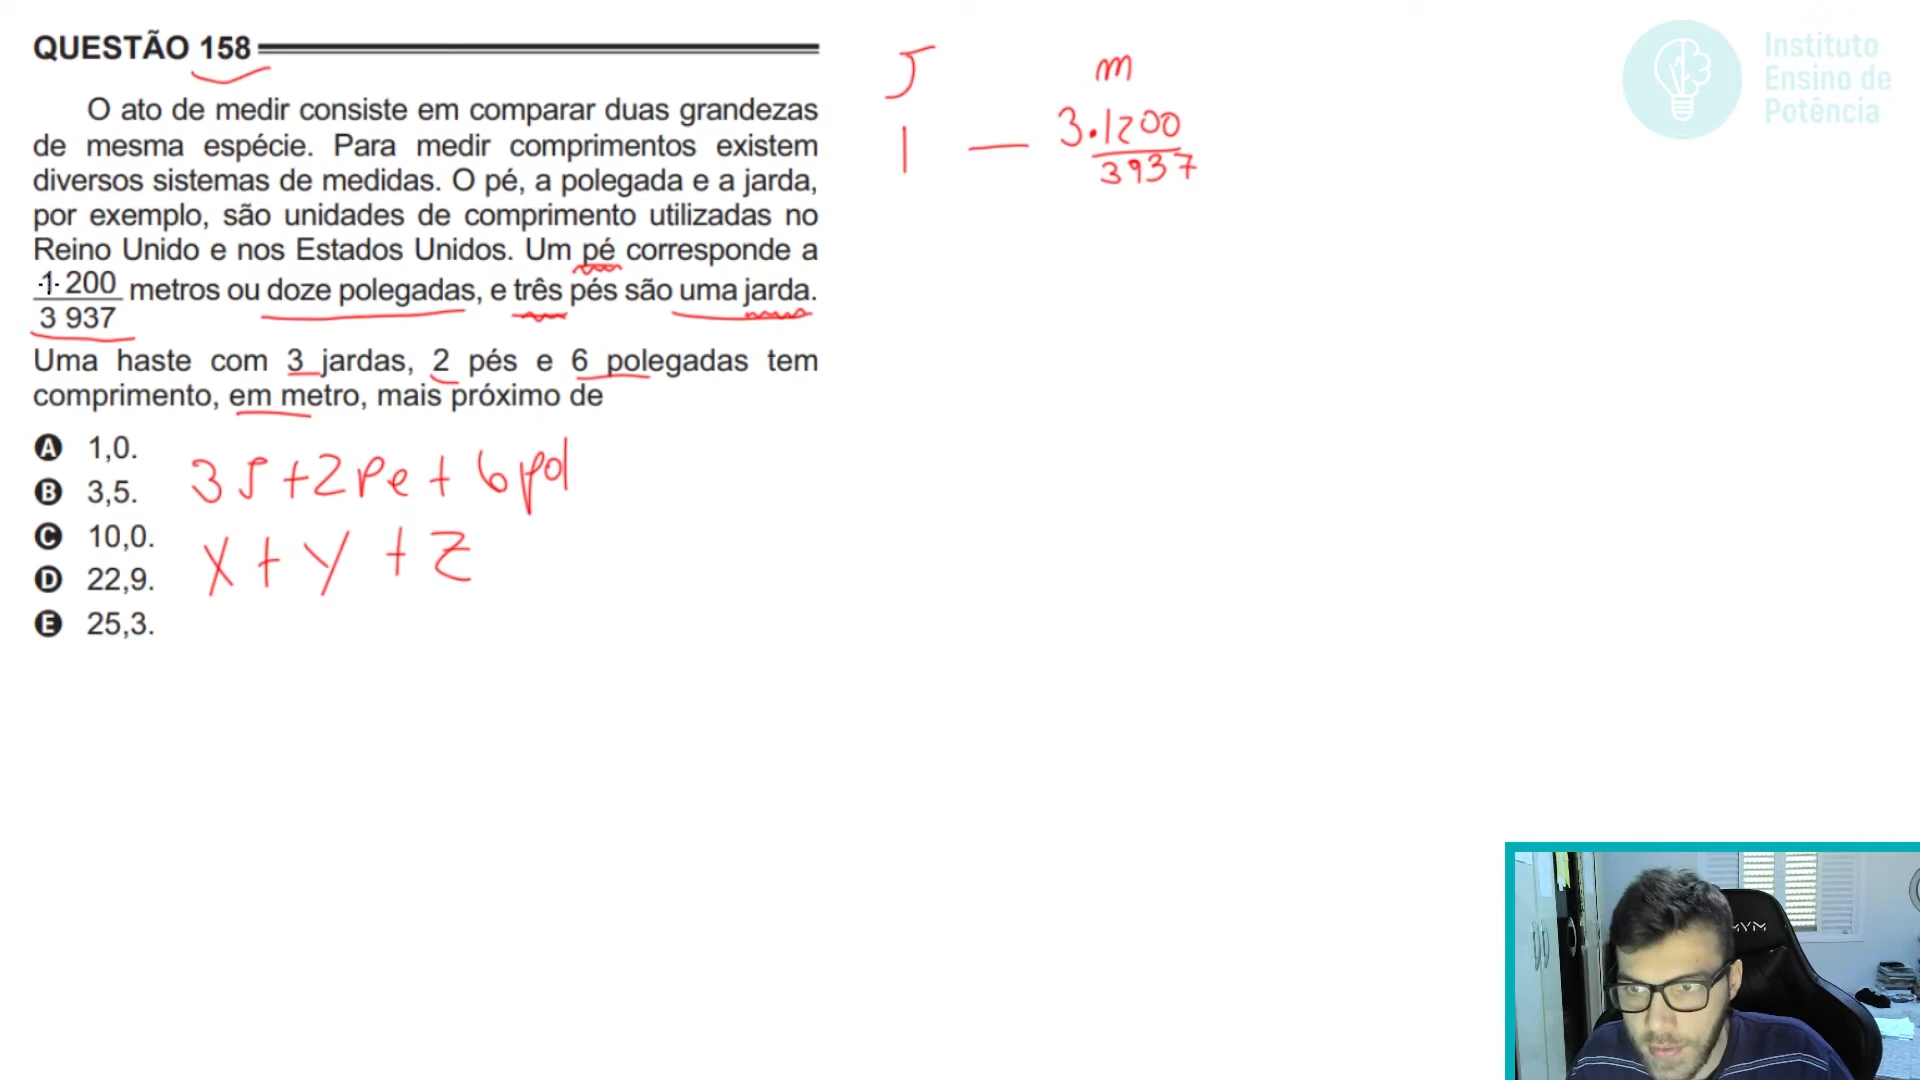 QUESTÃO 158
O ato de medir consiste em comparar duas grandezas
de mesma espécie. Para medir comprimentos existem
diversos sistemas de medidas. O pé, a polegada e a jarda,
por exemplo, são unidades de comprimento utilizadas no
Reino Unido e nos Estados Unidos. Um pé corresponde a
1 200
3 937
metros ou doze polegadas, e três pés são uma jarda.
Uma haste com 3 jardas, 2 pés e 6 polegadas tem
comprimento, em metro, mais próximo de
A 1,0.
B 3,5.
C 10,0.
D 22,9.
E 25,3.
3J+2Pe+6pol
X+y+z
J m
1 — 3.1200
3937
Instituto
Ensino de
Potência
MYM